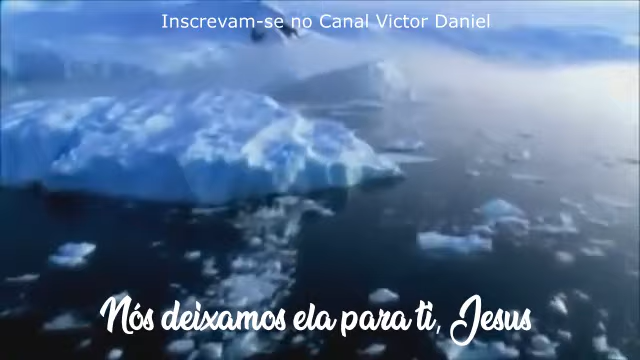 Inscrevam-se no Canal Victor Daniel
Nós deixamos ela para ti, Jesus